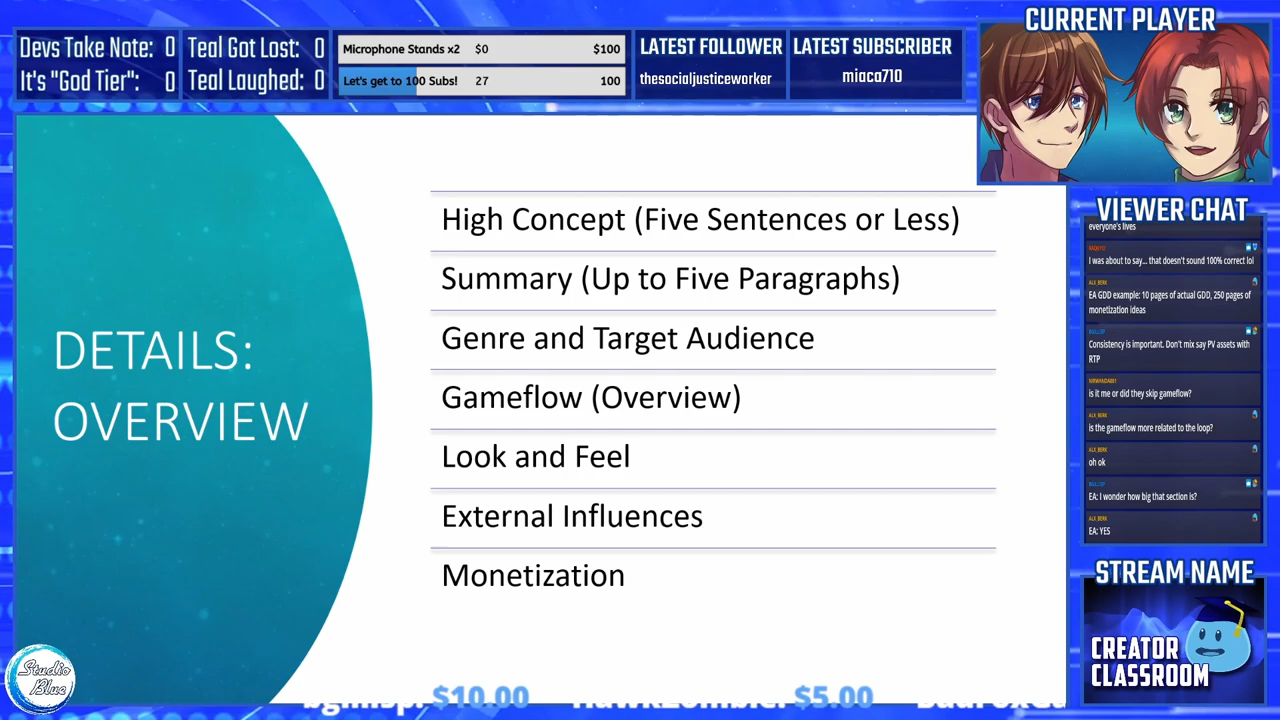 Devs Take Note: 0
It's "God Tier": 0
Teal Got Lost: 0
Teal Laughed: 0
Microphone Stands x2 $0 $100
Let's get to 100 Subs! 27 100
LATEST FOLLOWER
thesocialjusticeworker
LATEST SUBSCRIBER
miaca710
CURRENT PLAYER
DETAILS:
OVERVIEW
High Concept (Five Sentences or Less)
Summary (Up to Five Paragraphs)
Genre and Target Audience
Gameflow (Overview)
Look and Feel
External Influences
Monetization
VIEWER CHAT
everyone's lives
I was about to say... that doesn't sound 100% correct lol
ALX_BERK
EA GDD example: 10 pages of actual GDD, 250 pages of
monetization ideas
Consistency is important. Don't mix say PV assets with
RTP
is it me or did they skip gameflow?
ALX_BERK
is the gameflow more related to the loop?
ALX_BERK
oh ok
EA: I wonder how big that section is?
ALX_BERK
EA: YES
STREAM NAME
CREATOR
CLASSROOM
Studio
Blue
$10.00 $5.00